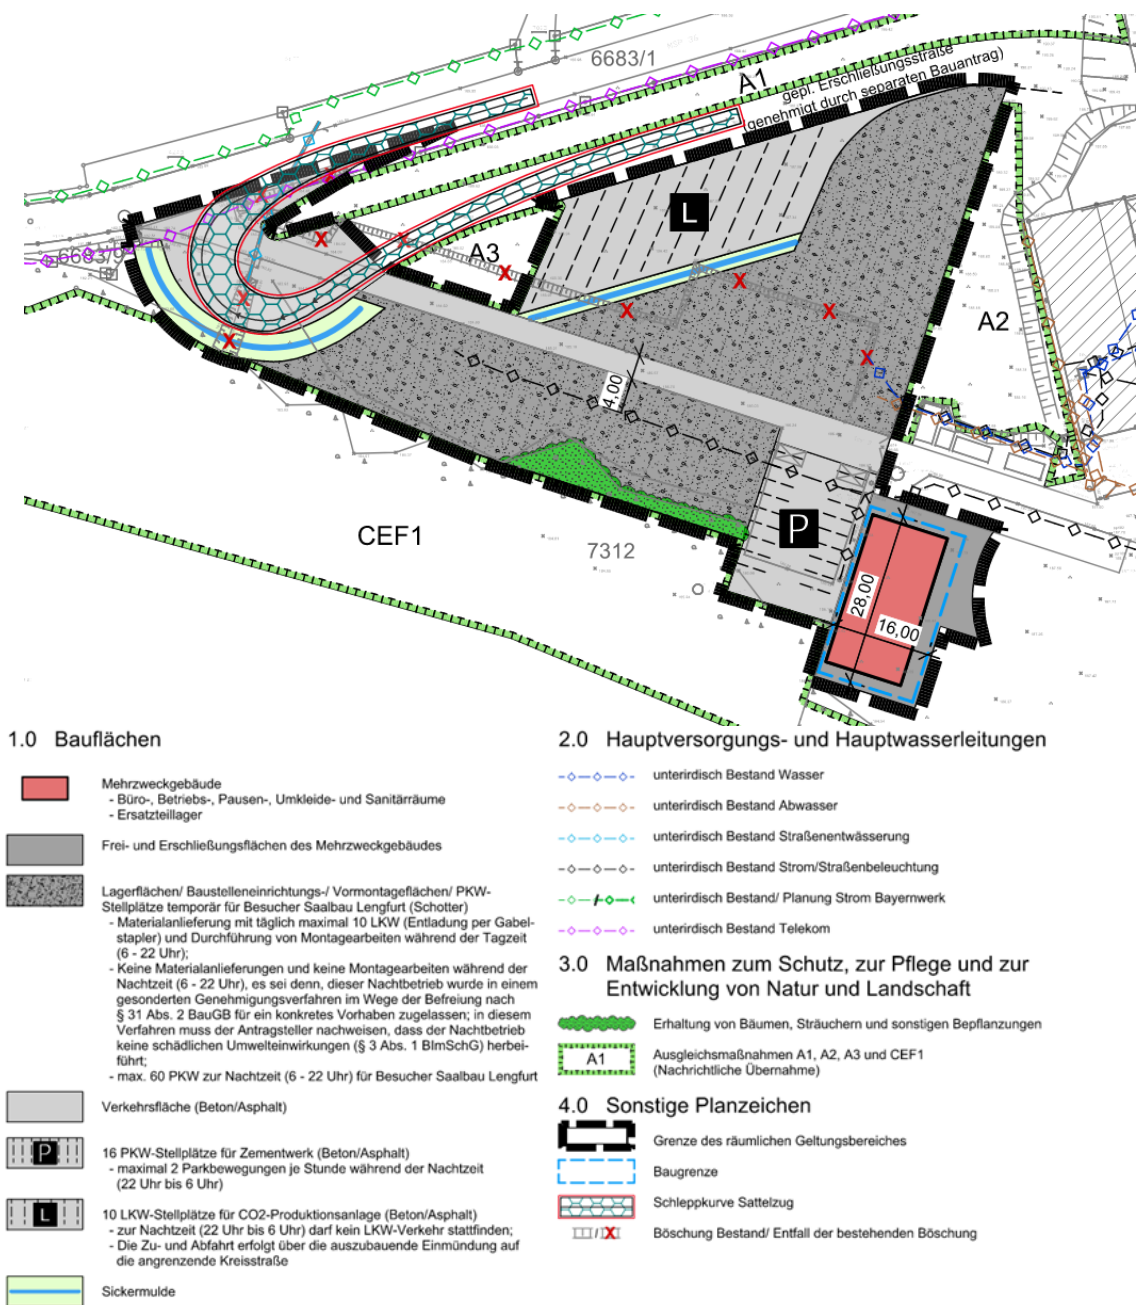 6683/1
A1
gepl. Erschließungsstraße
(genehmigt durch separaten Bauantrag)
L
6683/9
A3
A2
4,00
CEF1
7312
P
28,00
16,00
1.0 Bauflächen
Mehrzweckgebäude
- Büro-, Betriebs-, Pausen-, Umkleide- und Sanitärräume
- Ersatzteillager
Frei- und Erschließungsflächen des Mehrzweckgebäudes
Lagerflächen/ Baustelleneinrichtungs-/ Vormontageflächen/ PKW-
Stellplätze temporär für Besucher Saalbau Lengfurt (Schotter)
- Materialanlieferung mit täglich maximal 10 LKW (Entladung per Gabel-
stapler) und Durchführung von Montagearbeiten während der Tagzeit
(6 - 22 Uhr);
- Keine Materialanlieferungen und keine Montagearbeiten während der
Nachtzeit (6 - 22 Uhr), es sei denn, dieser Nachtbetrieb wurde in einem
gesonderten Genehmigungsverfahren im Wege der Befreiung nach
§ 31 Abs. 2 BauGB für ein konkretes Vorhaben zugelassen; in diesem
Verfahren muss der Antragsteller nachweisen, dass der Nachtbetrieb
keine schädlichen Umwelteinwirkungen (§ 3 Abs. 1 BImSchG) herbei-
führt;
- max. 60 PKW zur Nachtzeit (6 - 22 Uhr) für Besucher Saalbau Lengfurt
Verkehrsfläche (Beton/Asphalt)
P
16 PKW-Stellplätze für Zementwerk (Beton/Asphalt)
- maximal 2 Parkbewegungen je Stunde während der Nachtzeit
(22 Uhr bis 6 Uhr)
L
10 LKW-Stellplätze für CO2-Produktionsanlage (Beton/Asphalt)
- zur Nachtzeit (22 Uhr bis 6 Uhr) darf kein LKW-Verkehr stattfinden;
- Die Zu- und Abfahrt erfolgt über die auszubauende Einmündung auf
die angrenzende Kreisstraße
Sickermulde
2.0 Hauptversorgungs- und Hauptwasserleitungen
unterirdisch Bestand Wasser
unterirdisch Bestand Abwasser
unterirdisch Bestand Straßenentwässerung
unterirdisch Bestand Strom/Straßenbeleuchtung
unterirdisch Bestand/ Planung Strom Bayernwerk
unterirdisch Bestand Telekom
3.0 Maßnahmen zum Schutz, zur Pflege und zur
Entwicklung von Natur und Landschaft
Erhaltung von Bäumen, Sträuchern und sonstigen Bepflanzungen
A1
Ausgleichsmaßnahmen A1, A2, A3 und CEF1
(Nachrichtliche Übernahme)
4.0 Sonstige Planzeichen
Grenze des räumlichen Geltungsbereiches
Baugrenze
Schleppkurve Sattelzug
Böschung Bestand/ Entfall der bestehenden Böschung